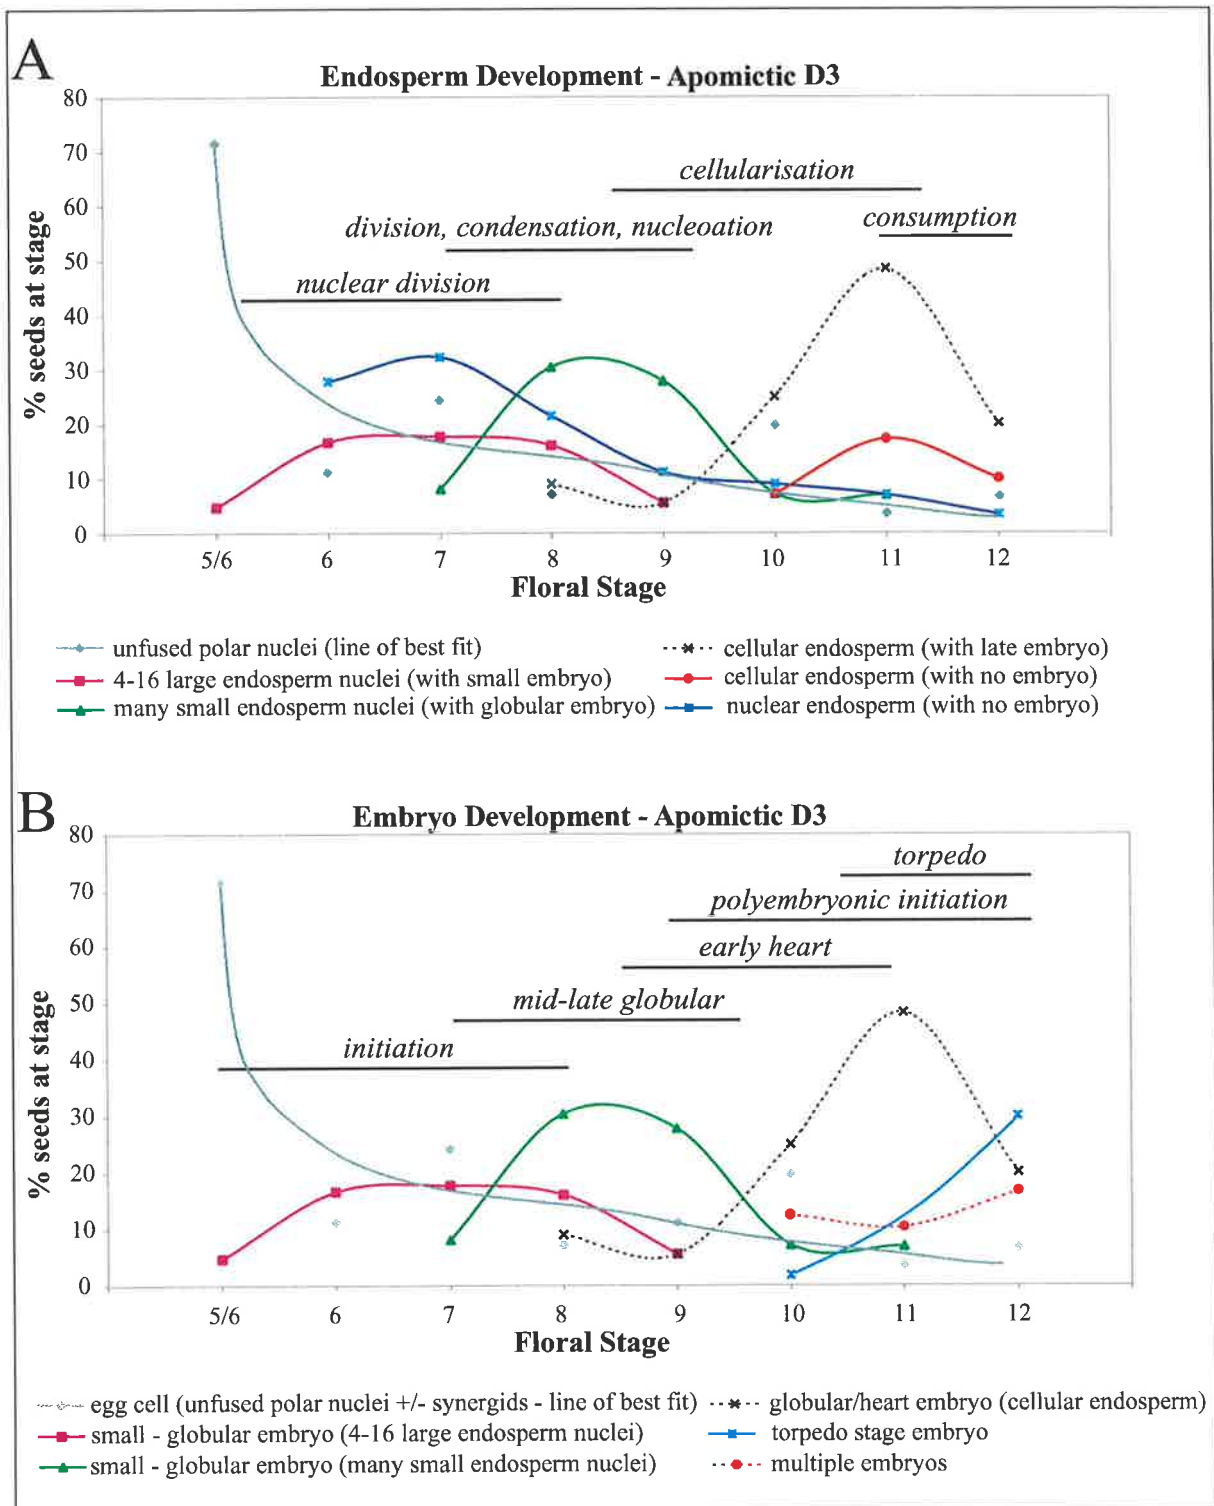 A
Endosperm Development - Apomictic D3
80
70
60
50
40
30
20
10
0
% seeds at stage
cellularisation
consumption
division, condensation, nucleoation
nuclear division
5/6 6 7 8 9 10 11 12
Floral Stage
unfused polar nuclei (line of best fit)
4-16 large endosperm nuclei (with small embryo)
many small endosperm nuclei (with globular embryo)
cellular endosperm (with late embryo)
cellular endosperm (with no embryo)
nuclear endosperm (with no embryo)
B
Embryo Development - Apomictic D3
80
70
60
50
40
30
20
10
0
% seeds at stage
torpedo
polyembryonic initiation
early heart
mid-late globular
initiation
5/6 6 7 8 9 10 11 12
Floral Stage
egg cell (unfused polar nuclei +/- synergids - line of best fit)
small - globular embryo (4-16 large endosperm nuclei)
small - globular embryo (many small endosperm nuclei)
globular/heart embryo (cellular endosperm)
torpedo stage embryo
multiple embryos